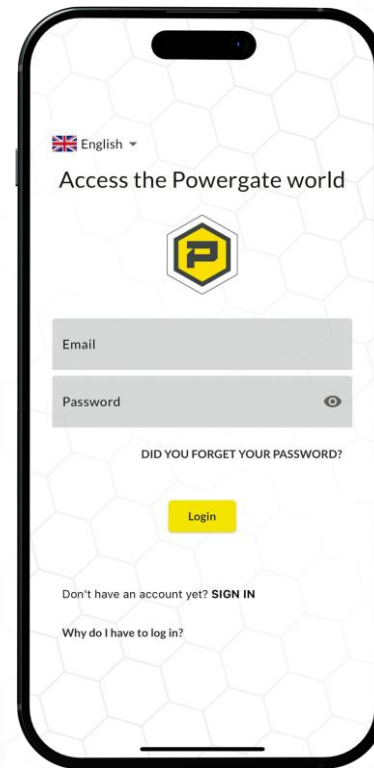 English
Access the Powergate world
P
Email
Password
DID YOU FORGET YOUR PASSWORD?
Login
Don't have an account yet? SIGN IN
Why do I have to log in?